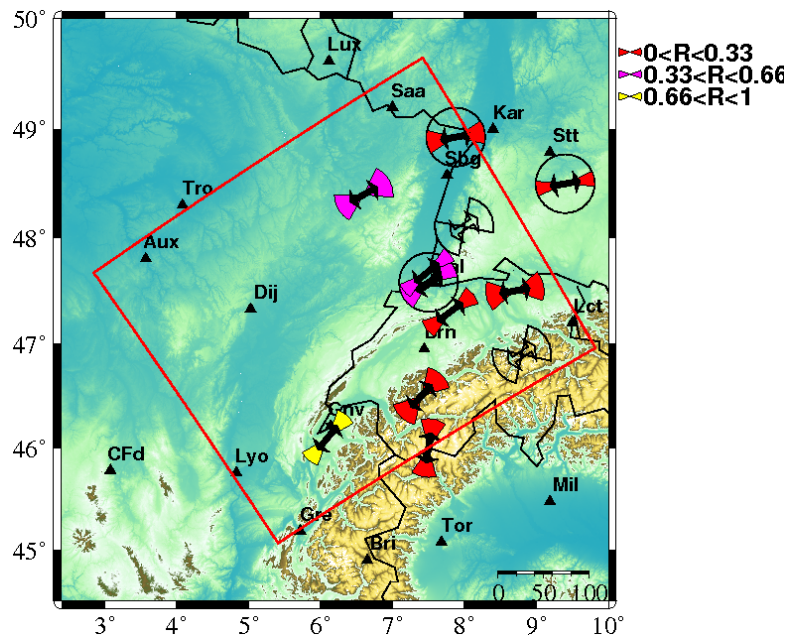 50°
49°
48°
47°
46°
45°
2° 3° 4° 5° 6° 7° 8° 9° 10°
Lux
Saa
Kar
Stt
Sbg
Tro
Aux
Dij
Lct
Brn
Gnv
CFd
Lyo
Mil
Gre
Tor
Bri
0 50 100
0<R<0.33
0.33<R<0.66
0.66<R<1